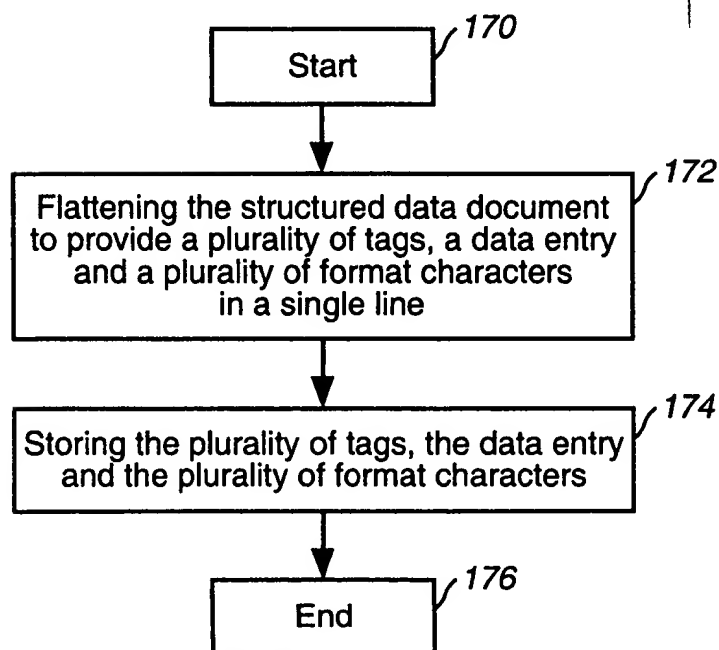 170
Start
172
Flattening the structured data document
to provide a plurality of tags, a data entry
and a plurality of format characters
in a single line
174
Storing the plurality of tags, the data entry
and the plurality of format characters
176
End